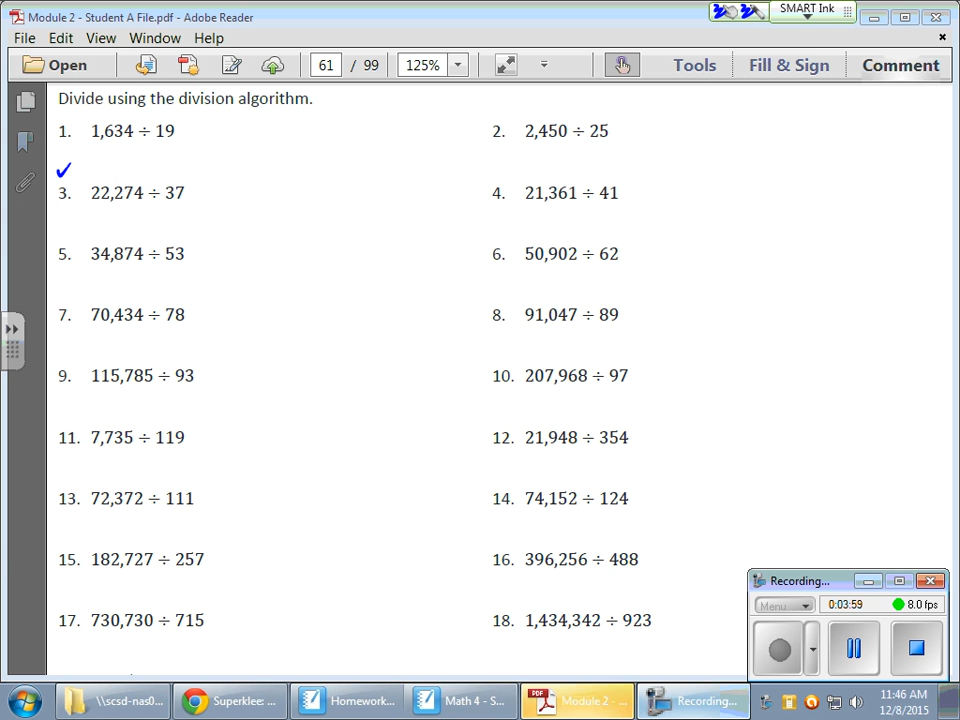 Module 2 - Student A File.pdf - Adobe Reader
SMART Ink
File Edit View Window Help
Open 61 / 99 125% Tools Fill & Sign Comment
Divide using the division algorithm.
1. 1,634 ÷ 19 2. 2,450 ÷ 25
3. 22,274 ÷ 37 4. 21,361 ÷ 41
5. 34,874 ÷ 53 6. 50,902 ÷ 62
7. 70,434 ÷ 78 8. 91,047 ÷ 89
9. 115,785 ÷ 93 10. 207,968 ÷ 97
11. 7,735 ÷ 119 12. 21,948 ÷ 354
13. 72,372 ÷ 111 14. 74,152 ÷ 124
15. 182,727 ÷ 257 16. 396,256 ÷ 488
17. 730,730 ÷ 715 18. 1,434,342 ÷ 923
Recording...
Menu 0:03:59 8.0 fps
\\scsd-nas0... Superklee: ... Homework... Math 4 - S... PDF Module 2 - ... Recording...
11:46 AM
12/8/2015